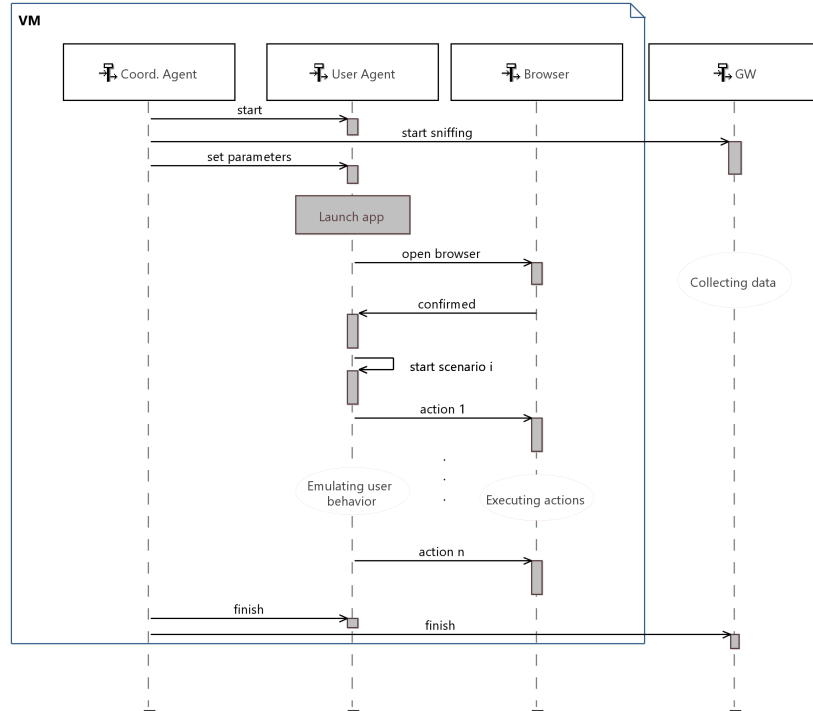 VM
Coord. Agent
User Agent
Browser
GW
start
start sniffing
set parameters
Launch app
open browser
Collecting data
confirmed
start scenario i
action 1
Emulating user
behavior
Executing actions
action n
finish
finish